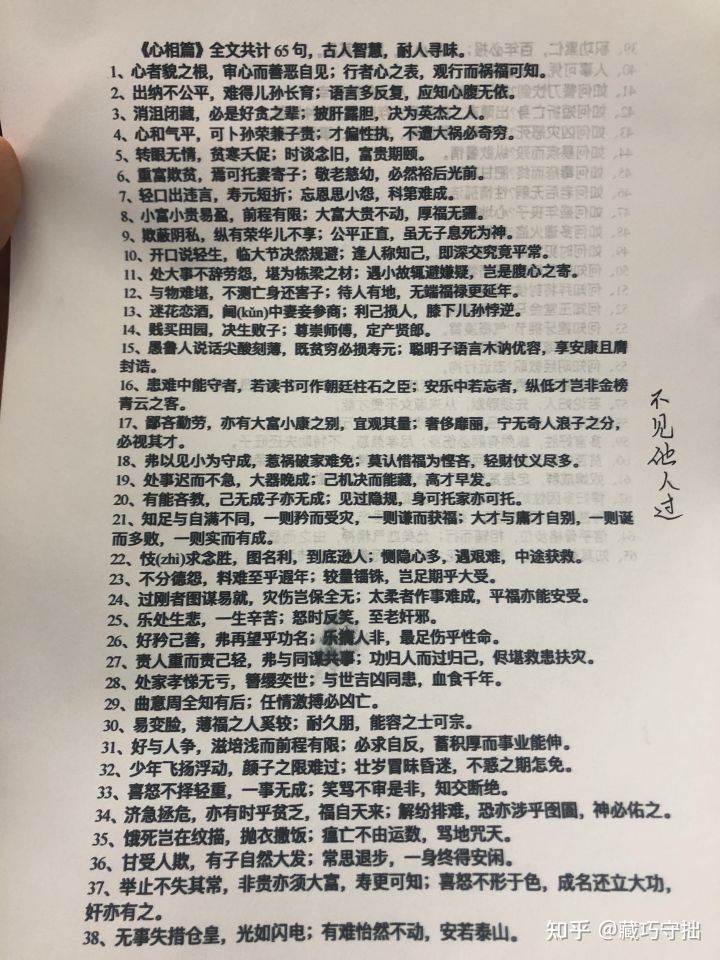 《心相篇》全文共计 65 句，古人智慧，耐人寻味。
1、心者貌之根，审心而善恶自见；行者心之表，观行而祸福可知。
2、出纳不公平，难得儿孙长育；语言多反复，应知心腹无依。
3、消沮闭藏，必是好贪之辈；披肝露胆，决为英杰之人。
4、心和气平，可卜孙荣兼子贵；才偏性执，不遭大祸必奇穷。
5、转眼无情，贫寒夭促；时谈念旧，富贵期颐。
6、重富欺贫，焉可托妻寄子；敬老慈幼，必然裕后光前。
7、轻口出违言，寿元短折；忘恩思小怨，科第难成。
8、小富小贵易盈，前程有限；大富大贵不动，厚福无疆。
9、欺蔽阴私，纵有荣华儿不享；公平正直，虽无子息死为神。
10、开口说轻生，临大节决然规避；逢人称知己，即深交究竟平常。
11、处大事不辞劳怨，堪为栋梁之材；遇小故辄避嫌疑，岂是腹心之寄。
12、与物难堪，不测亡身还害子；待人有地，无端福禄更延年。
13、迷花恋酒，阃(kǔn)中妻妾参商；利己损人，膝下儿孙悖逆。
14、贱买田园，决生败子；尊崇师傅，定产贤郎。
15、愚鲁人说话尖酸刻薄，既贫穷必损寿元；聪明子语言木讷优容，享安康且膺
封诰。
16、患难中能守者，若读书可作朝廷柱石之臣；安乐中若忘者，纵低才岂非金榜
青云之客。
17、鄙吝勤劳，亦有大富小康之别，宜观其量；奢侈靡丽，宁无奇人浪子之分，
必视其才。
18、弗以见小为守成，惹祸破家难免；莫认惜福为悭吝，轻财仗义尽多。
19、处事迟而不急，大器晚成；己机决而能藏，高才早发。
20、有能吝教，己无成子亦无成；见过隐规，身可托家亦可托。
21、知足与自满不同，一则矜而受灾，一则谦而获福；大才与庸才自别，一则诞
而多败，一则实而有成。
22、忮(zhì)求念胜，图名利，到底逊人；恻隐心多，遇艰难，中途获救。
23、不分德怨，料难至乎遐年；较量锱铢，岂足期乎大受。
24、过刚者图谋易就，灾伤岂保全无；太柔者作事难成，平福亦能安受。
25、乐处生悲，一生辛苦；怒时反笑，至老奸邪。
26、好矜己善，弗再望乎功名；乐摘人非，最足伤乎性命。
27、责人重而责己轻，弗与同谋共事；功归人而过归己，侭堪救患扶灾。
28、处家孝悌无亏，簪缨奕世；与世吉凶同患，血食千年。
29、曲意周全知有后；任情激搏必凶亡。
30、易变脸，薄福之人奚较；耐久朋，能容之士可宗。
31、好与人争，滋培浅而前程有限；必求自反，蓄积厚而事业能伸。
32、少年飞扬浮动，颜子之限难过；壮岁冒昧昏迷，不惑之期怎免。
33、喜怒不择轻重，一事无成；笑骂不审是非，知交断绝。
34、济急拯危，亦有时乎贫乏，福自天来；解纷排难，恐亦涉乎囹圄，神必佑之。
35、饿死岂在纹描，抛衣撒饭；瘟亡不由运数，骂地咒天。
36、甘受人欺，有子自然大发；常思退步，一身终得安闲。
37、举止不失其常，非贵亦须大富，寿更可知；喜怒不形于色，成名还立大功，
奸亦有之。
38、无事失措仓皇，光如闪电；有难怡然不动，安若泰山。
不见他人过
知乎 @藏巧守拙